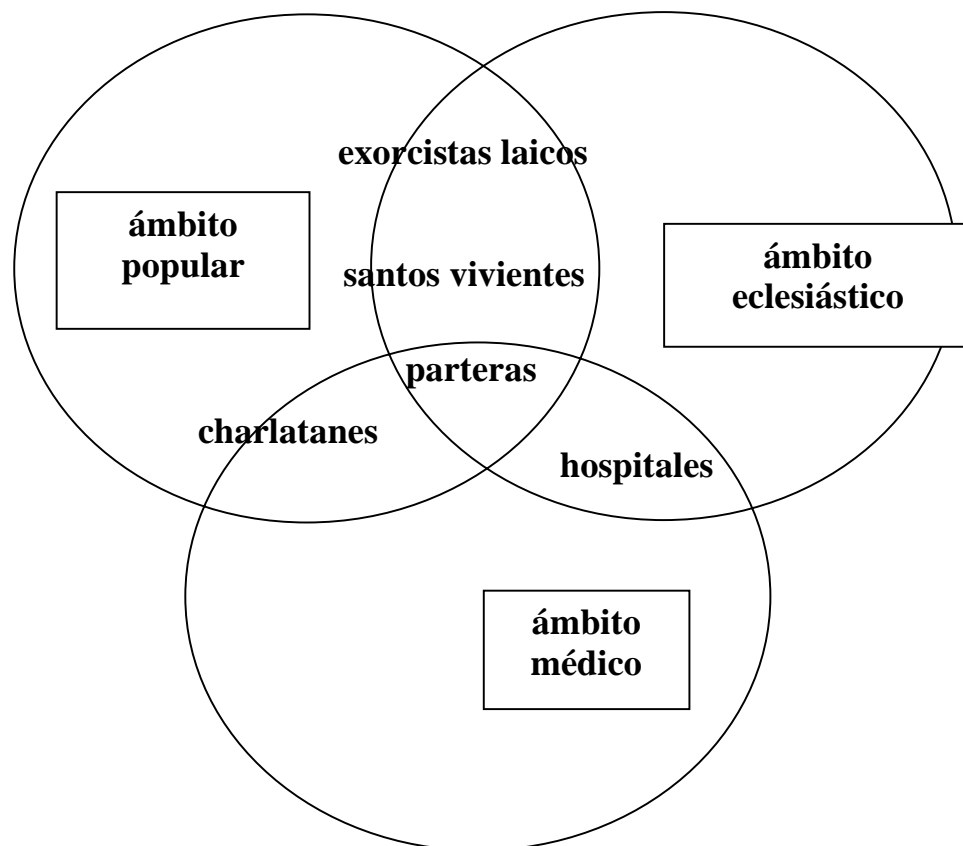 exorcistas laicos
ámbito
popular
ámbito
eclesiástico
santos vivientes
parteras
charlatanes
hospitales
ámbito
médico